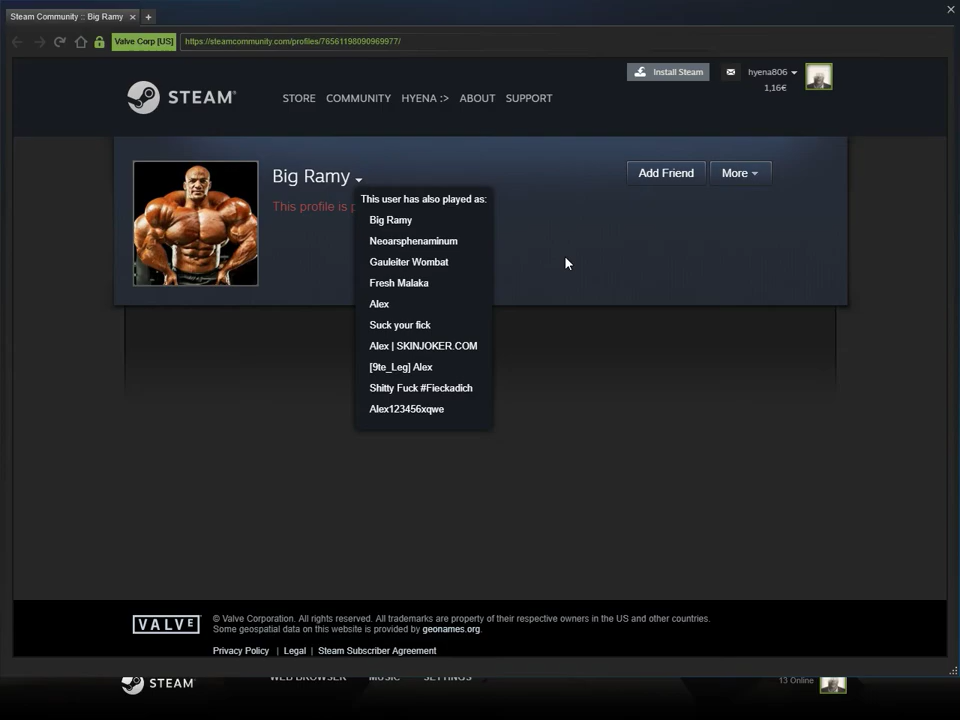 Steam Community :: Big Ramy × +
×
Valve Corp [US] https://steamcommunity.com/profiles/76561198090969977/
Install Steam hyena806
1,16€
STEAM® STORE COMMUNITY HYENA :> ABOUT SUPPORT
Big Ramy
Add Friend More
This profile is p
This user has also played as:
Big Ramy
Neoarsphenaminum
Gauleiter Wombat
Fresh Malaka
Alex
Suck your fick
Alex | SKINJOKER.COM
[9te_Leg] Alex
Shitty Fuck #Fieckadich
Alex123456xqwe
VALVE
© Valve Corporation. All rights reserved. All trademarks are property of their respective owners in the US and other countries.
Some geospatial data on this website is provided by geonames.org.
Privacy Policy | Legal | Steam Subscriber Agreement
STEAM WEB BROWSER MUSIC SETTINGS 13 Online